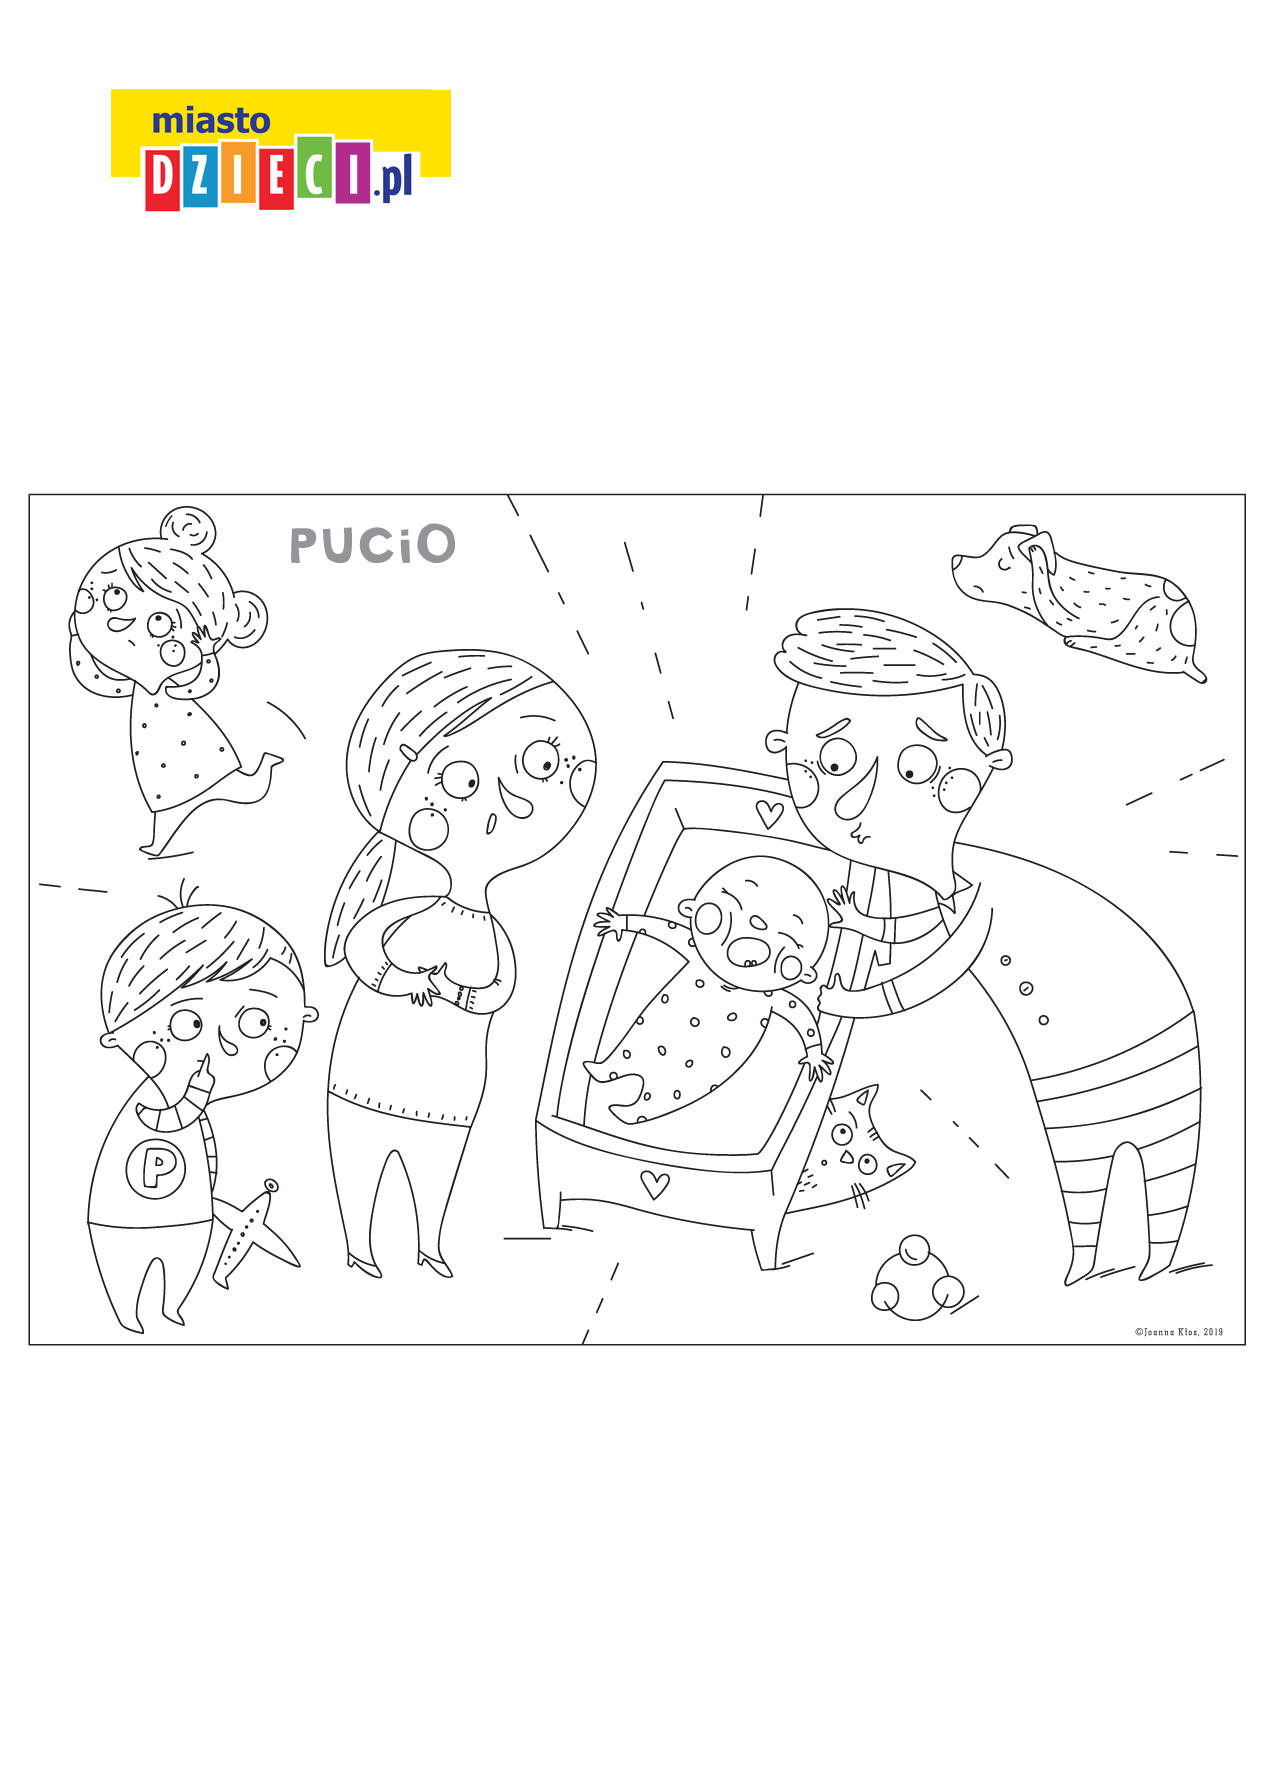 miasto
DZIECI.pl
PUCiO
P
©Joanna Kłos, 2019